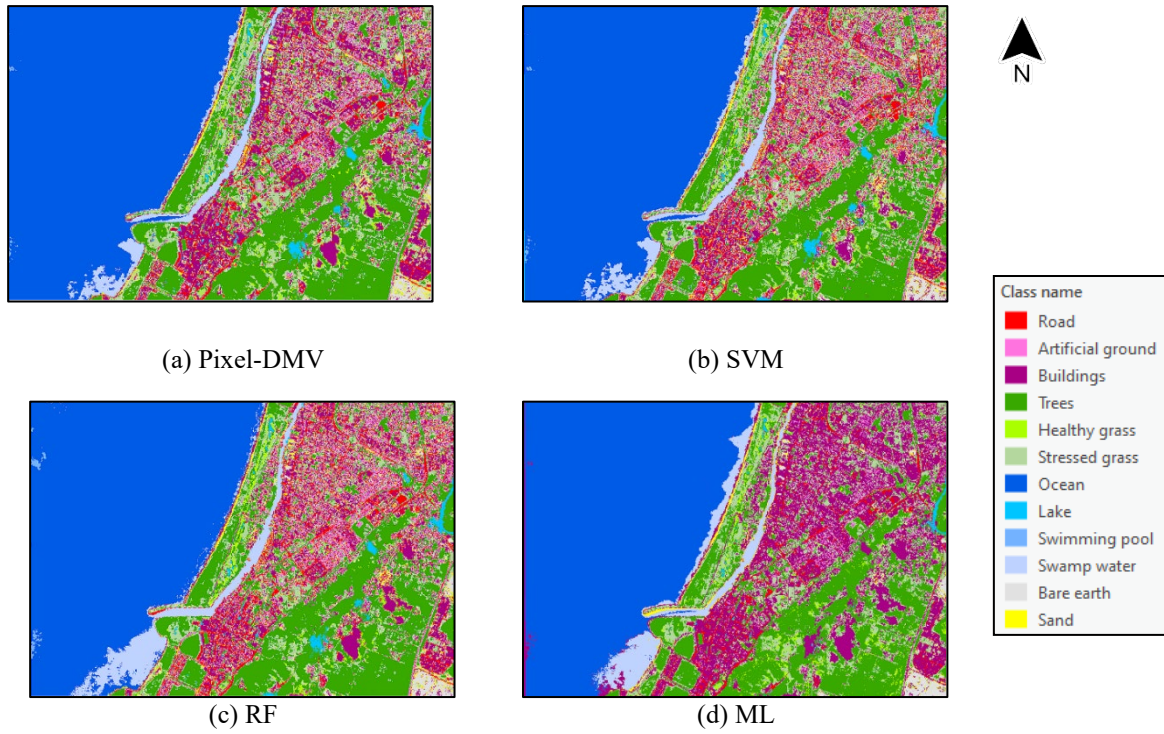 N
(a) Pixel-DMV
(b) SVM
Class name
Road
Artificial ground
Buildings
Trees
Healthy grass
Stressed grass
Ocean
Lake
Swimming pool
Swamp water
Bare earth
Sand
(c) RF
(d) ML